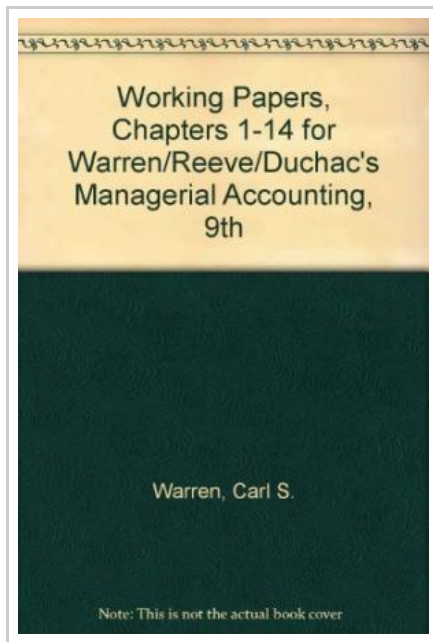 Working Papers,
Chapters 1-14 for
Warren/Reeve/Duchac's
Managerial Accounting,
9th
Warren, Carl S.
Note: This is not the actual book cover